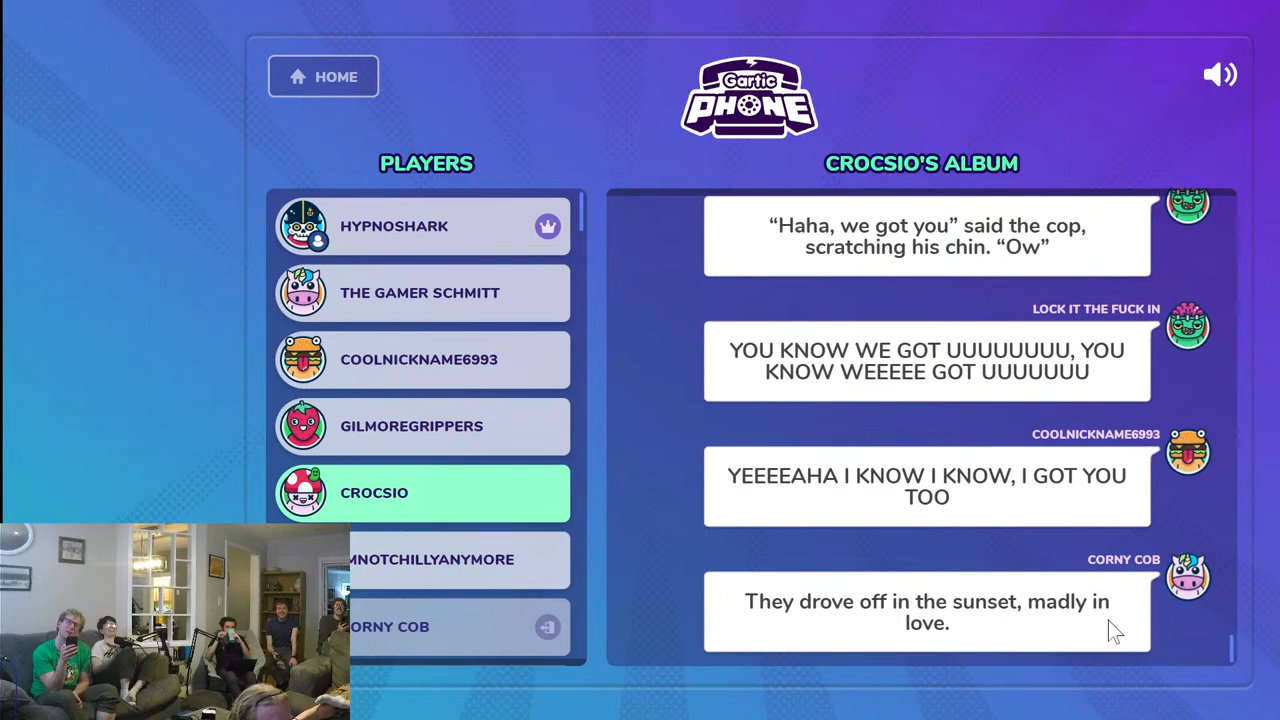 HOME
Gartic
PHONE
PLAYERS
HYPNOSHARK
THE GAMER SCHMITT
COOLNICKNAME6993
GILMOREGRIPPERS
CROCSIO
MNOTCHILLYANYMORE
ORNY COB
CROCSIO'S ALBUM
“Haha, we got you” said the cop,
scratching his chin. “Ow”
LOCK IT THE FUCK IN
YOU KNOW WE GOT UUUUUUUU, YOU
KNOW WEEEEE GOT UUUUUUU
COOLNICKNAME6993
YEEEEAHA I KNOW I KNOW, I GOT YOU
TOO
CORNY COB
They drove off in the sunset, madly in
love.